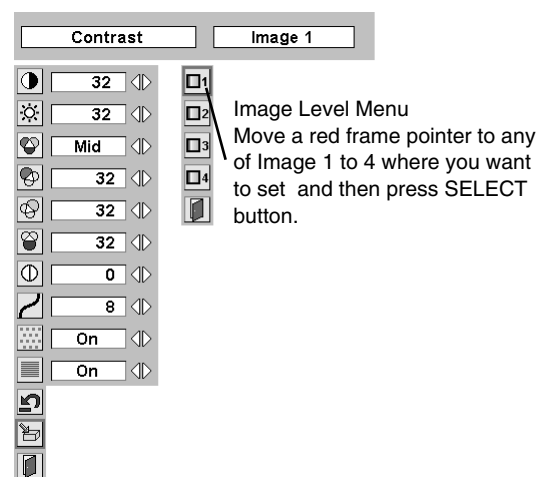 Contrast
Image 1
32
32
Mid
32
32
32
0
8
On
On
1
2
3
4
Image Level Menu
Move a red frame pointer to any
of Image 1 to 4 where you want
to set and then press SELECT
button.